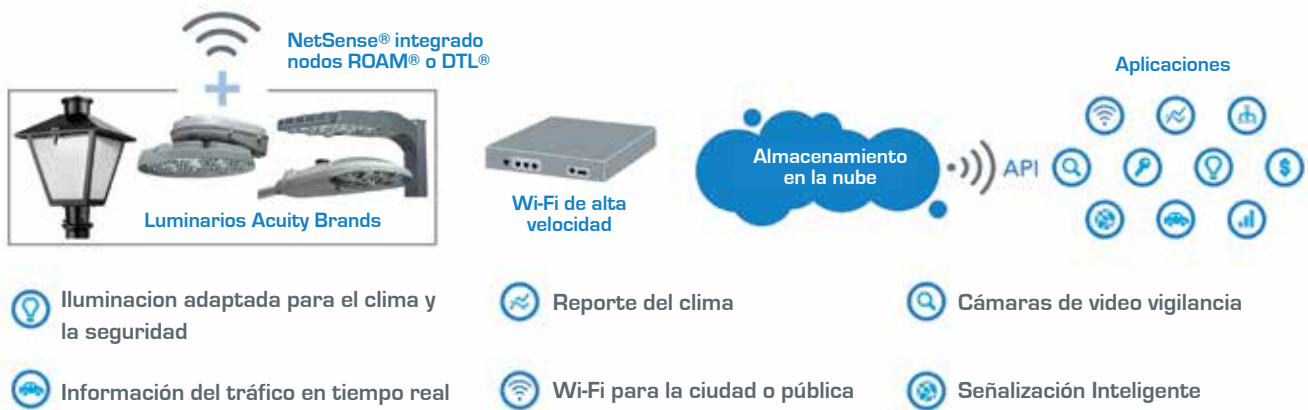 NetSense® integrado
nodos ROAM® o DTL®
Luminarios Acuity Brands
Wi-Fi de alta
velocidad
Almacenamiento
en la nube
API
Aplicaciones
$
Iluminacion adaptada para el clima y
la seguridad
Reporte del clima
Cámaras de video vigilancia
Información del tráfico en tiempo real
Wi-Fi para la ciudad o pública
Señalización Inteligente